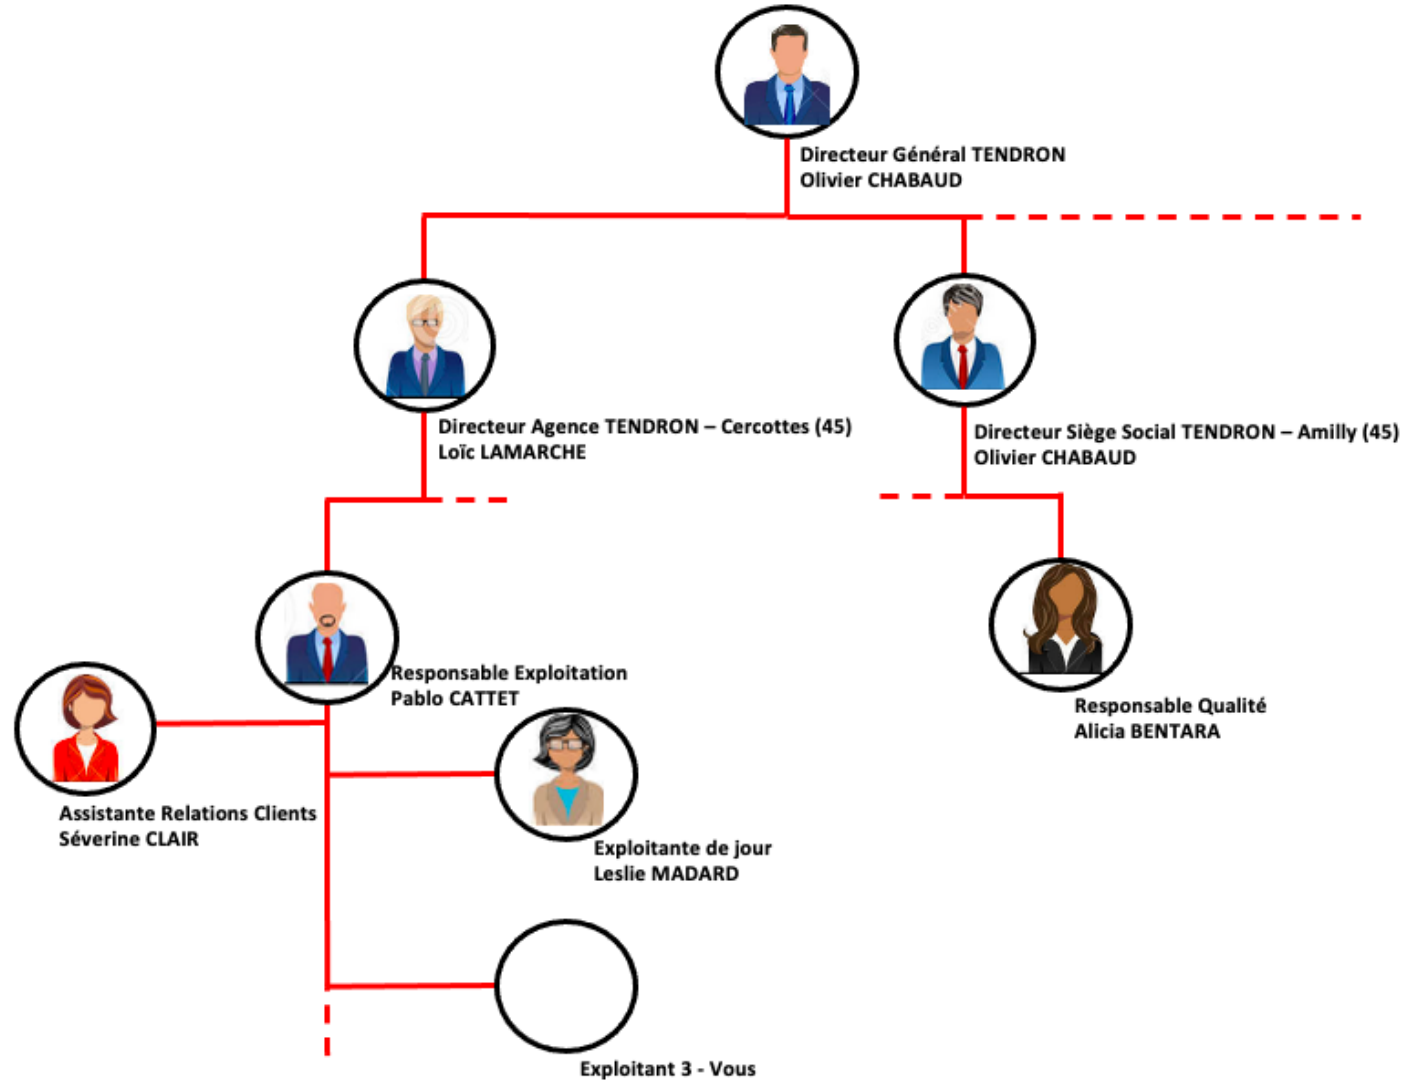 Directeur Général TENDRON
Olivier CHABAUD
Directeur Agence TENDRON – Cercottes (45)
Loïc LAMARCHE
Directeur Siège Social TENDRON – Amilly (45)
Olivier CHABAUD
Responsable Exploitation
Pablo CATTET
Responsable Qualité
Alicia BENTARA
Assistante Relations Clients
Séverine CLAIR
Exploitante de jour
Leslie MADARD
Exploitant 3 - Vous